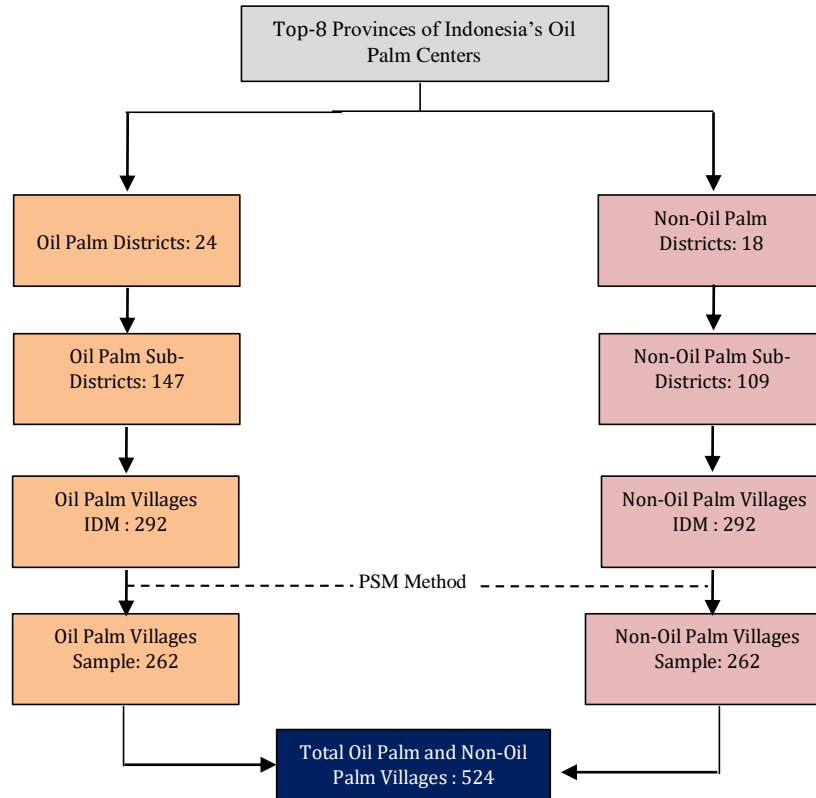 Top-8 Provinces of Indonesia’s Oil
Palm Centers
Oil Palm Districts: 24
Non-Oil Palm
Districts: 18
Oil Palm Sub-
Districts: 147
Non-Oil Palm Sub-
Districts: 109
Oil Palm Villages
IDM : 292
Non-Oil Palm Villages
IDM : 292
PSM Method
Oil Palm Villages
Sample: 262
Non-Oil Palm Villages
Sample: 262
Total Oil Palm and Non-Oil
Palm Villages : 524